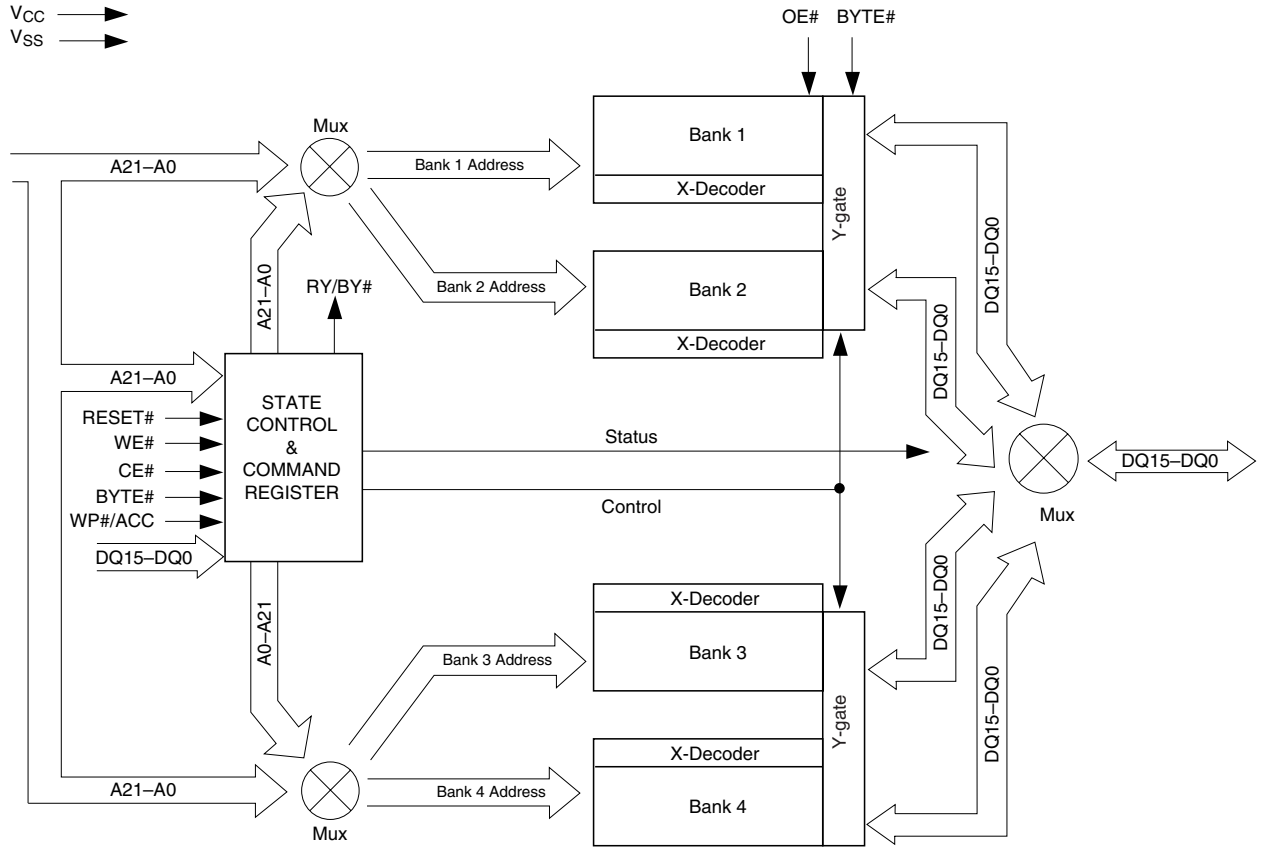 VCC
VSS
OE# BYTE#
Mux
Bank 1
A21–A0
Bank 1 Address
X-Decoder
Y-gate
DQ15–DQ0
A21–A0
RY/BY#
Bank 2 Address
Bank 2
X-Decoder
DQ15–DQ0
A21–A0
RESET#
WE#
CE#
BYTE#
WP#/ACC
DQ15–DQ0
STATE
CONTROL
&
COMMAND
REGISTER
Status
Control
DQ15–DQ0
Mux
A0–A21
X-Decoder
Bank 3 Address
Bank 3
DQ15–DQ0
Y-gate
DQ15–DQ0
X-Decoder
A21–A0
Bank 4 Address
Bank 4
Mux